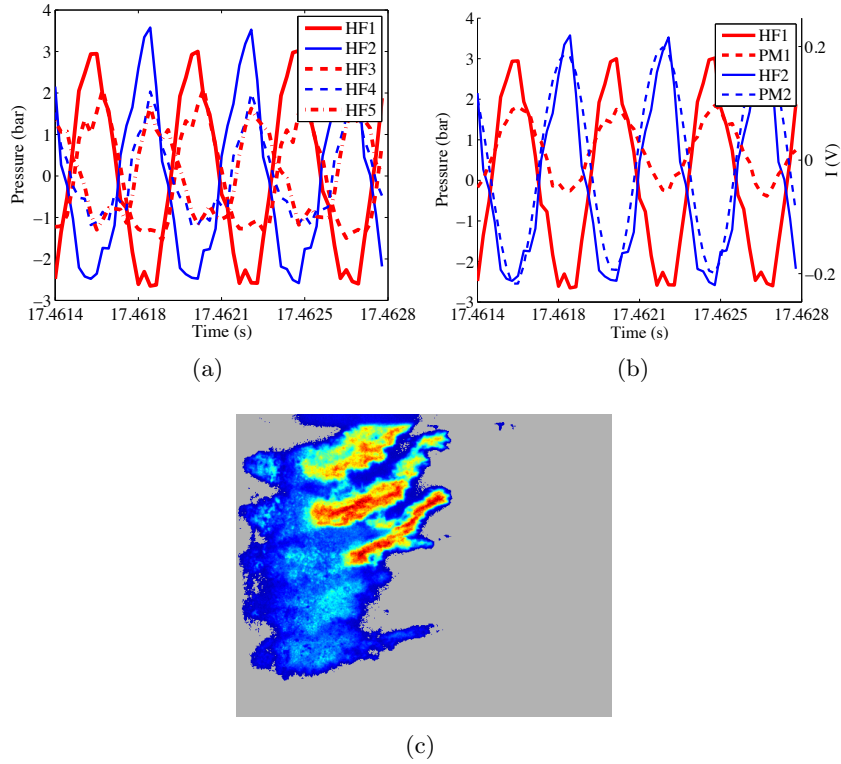 4
3
2
1
0
−1
−2
−3
Pressure (bar)
HF1
HF2
HF3
HF4
HF5
17.4614
17.4618
17.4621
17.4625
17.4628
Time (s)
(a)
4
3
2
1
0
−1
−2
−3
Pressure (bar)
HF1
PM1
HF2
PM2
0.2
0
−0.2
I (V)
17.4614
17.4618
17.4621
17.4625
17.4628
Time (s)
(b)
(c)